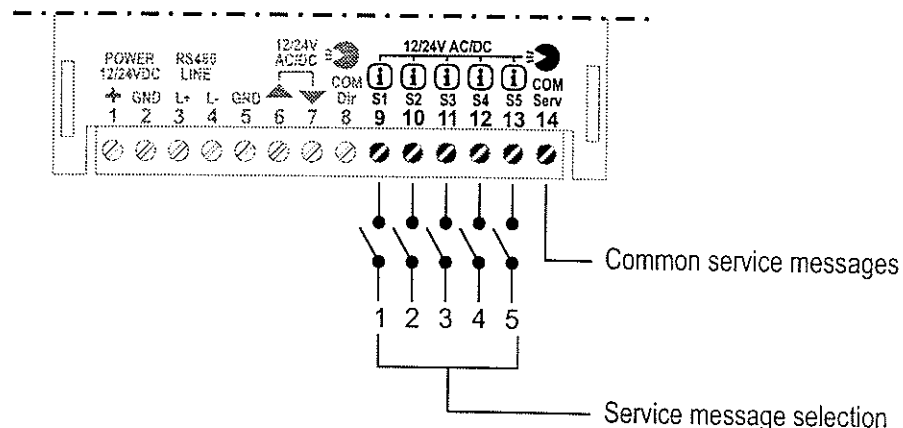 12/24V AC/DC
12/24V
AC/DC
POWER
12/24VDC
RS485
LINE
COM
Dir
COM
Serv
+ GND L+ L- GND S1 S2 S3 S4 S5
1 2 3 4 5 6 7 8 9 10 11 12 13 14
Common service messages
1 2 3 4 5
Service message selection